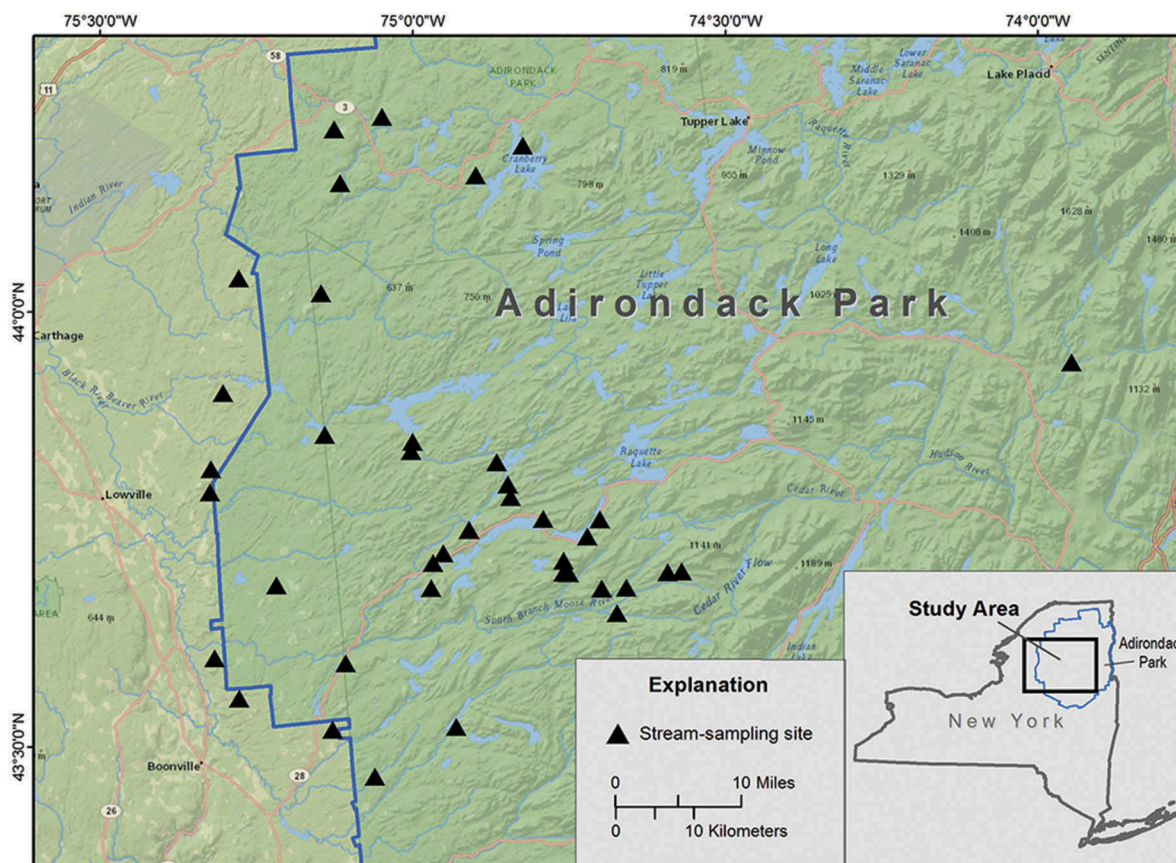 75°30'0"W 75°0'0"W 74°30'0"W 74°0'0"W
58
11
ADIRONDACK PARK
3
819 m
Middle Saranac Lake
Lower Saranac Lake
Lake Placid
Tupper Lake
Raquette River
Cranberry Lake
Minnow Pond
Indian River
798 m
955 m
1329 m
1628 m
1408 m
Spring Pond
Long Lake
Little Tupper Lake
637 m
750 m
44°0'0"N
Adirondack Park
Carthage
Black River
Beaver River
1132 m
1145 m
Raquette Lake
Hudson River
Lowville
Cedar River
1141 m
1189 m
Cedar River Flow
AREA
644 m
South Branch Moose River
Indian Lake
43°30'0"N
Boonville
28
26
Explanation
Stream-sampling site
0 10 Miles
0 10 Kilometers
Study Area
Park
New York